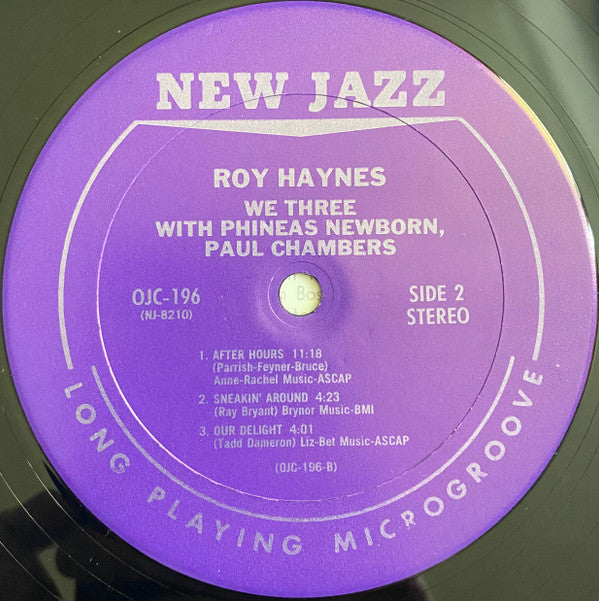 NEW JAZZ
ROY HAYNES
WE THREE
WITH PHINEAS NEWBORN,
PAUL CHAMBERS
OJC-196
(NJ-8210)
Bos
SIDE 2
STEREO
1. AFTER HOURS 11:18
(Parrish-Feyner-Bruce)
Anne-Rachel Music-ASCAP
2. SNEAKIN' AROUND 4:23
(Ray Bryant) Brynor Music-BMI
3. OUR DELIGHT 4:01
(Tadd Dameron) Liz-Bet Music-ASCAP
(OJC-196-B)
LONG PLAYING MICROGROOVE